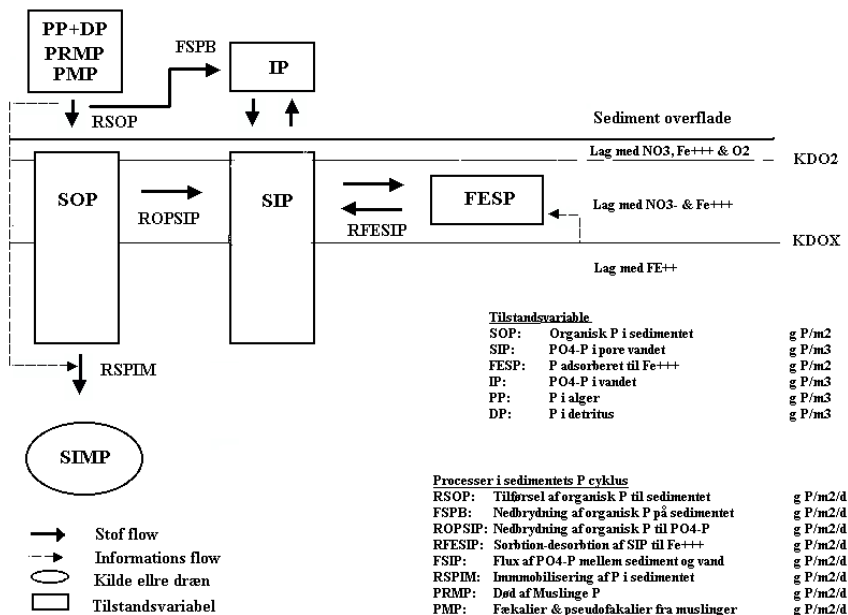 PP+DP
PRMP
PMP
FSPB
IP
RSOP
Sediment overflade
Lag med NO3, Fe+++ & O2
KDO2
SOP
ROPSIP
SIP
RFESIP
FESP
Lag med NO3- & Fe+++
KDOX
Lag med FE++
RSPIM
SIMP
Stof flow
Informations flow
Kilde ellre dræn
Tilstandsvariabel
Tilstandsvariable
SOP: Organisk P i sedimentet g P/m2
SIP: PO4-P i pore vandet g P/m3
FESP: P adsorberet til Fe+++ g P/m2
IP: PO4-P i vandet g P/m3
PP: P i alger g P/m3
DP: P i detritus g P/m3
Processer i sedimentets P cyklus
RSOP: Tilførsel af organisk P til sedimentet g P/m2/d
FSPB: Nedbrydning af organisk P på sedimentet g P/m2/d
ROPSIP: Nedbrydning af organisk P til PO4-P g P/m2/d
RFESIP: Sorbtion-desorbtion af SIP til Fe+++ g P/m2/d
FSIP: Flux af PO4-P mellem sediment og vand g P/m2/d
RSPIM: Immmobilisering af P i sedimentet g P/m2/d
PRMP: Død af Muslinge P g P/m2/d
PMP: Fækalier & pseudofakalier fra muslinger g P/m2/d